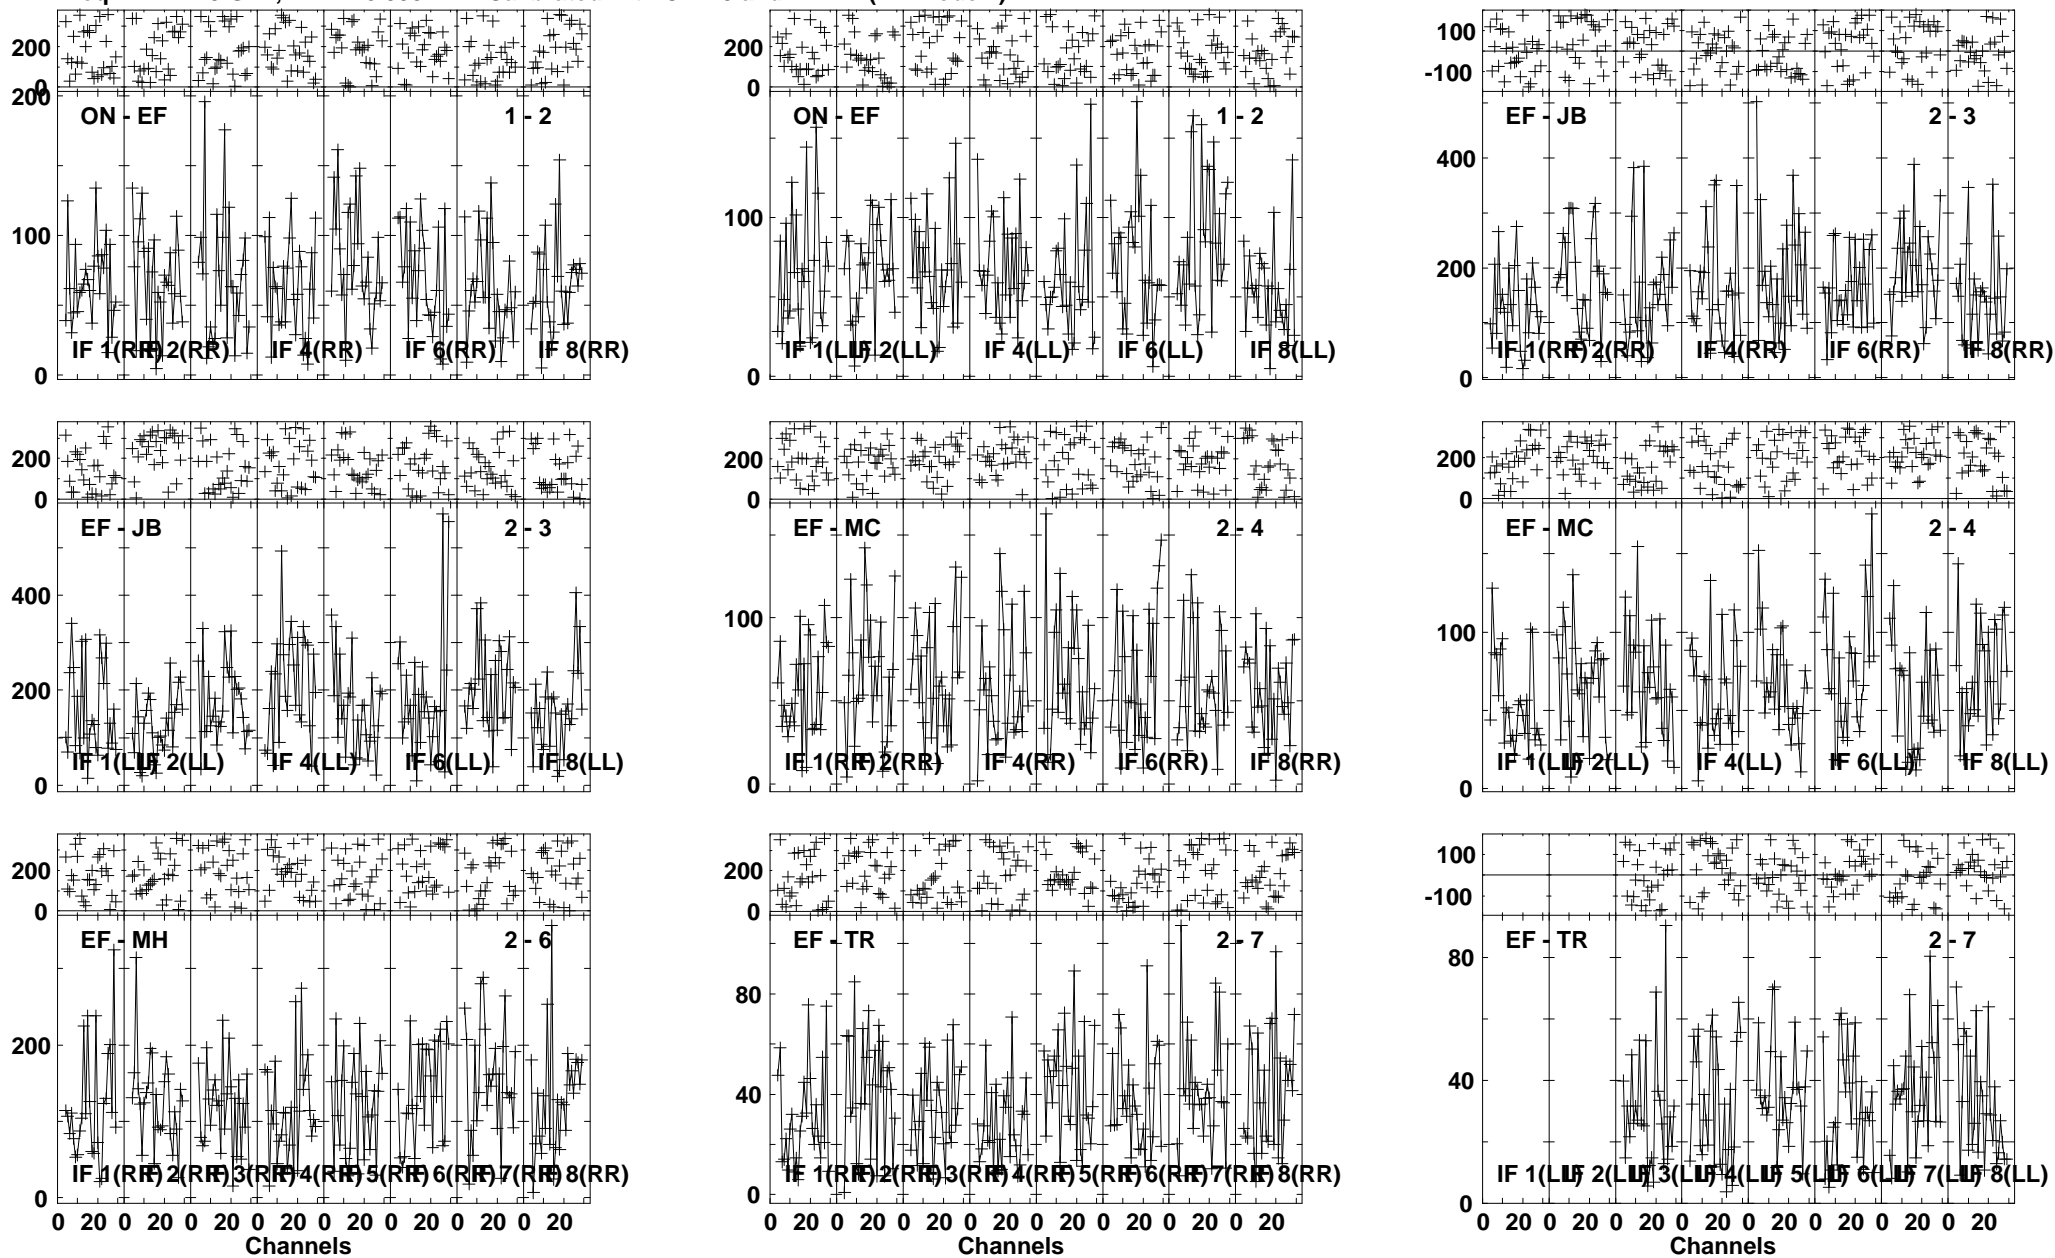 200
0
200
0
100
-100
200
100
0
ON - EF
1 - 2
IF 1(RR)
IF 2(RR)
IF 4(RR)
IF 6(RR)
IF 8(RR)
100
0
ON - EF
1 - 2
IF 1(LL)
IF 2(LL)
IF 4(LL)
IF 6(LL)
IF 8(LL)
400
200
0
EF - JB
2 - 3
IF 1(RR)
IF 2(RR)
IF 4(RR)
IF 6(RR)
IF 8(RR)
200
0
200
0
200
0
400
300
200
100
0
EF - JB
2 - 3
IF 1(LL)
IF 2(LL)
IF 4(LL)
IF 6(LL)
IF 8(LL)
100
0
EF - MC
2 - 4
IF 1(RR)
IF 2(RR)
IF 4(RR)
IF 6(RR)
IF 8(RR)
100
0
EF - MC
2 - 4
IF 1(LL)
IF 2(LL)
IF 4(LL)
IF 6(LL)
IF 8(LL)
200
0
200
0
100
-100
200
0
EF - MH
2 - 6
IF 1(RR)
IF 2(RR)
IF 3(RR)
IF 4(RR)
IF 5(RR)
IF 6(RR)
IF 7(RR)
IF 8(RR)
0 20 0 20 0 20 0 20 0 20 0 20 0 20 0 20
Channels
80
40
0
EF - TR
2 - 7
IF 1(RR)
IF 2(RR)
IF 3(RR)
IF 4(RR)
IF 5(RR)
IF 6(RR)
IF 7(RR)
IF 8(RR)
0 20 0 20 0 20 0 20 0 20 0 20 0 20 0 20
Channels
80
40
0
EF - TR
2 - 7
IF 1(LL)
IF 2(LL)
IF 3(LL)
IF 4(LL)
IF 5(LL)
IF 6(LL)
IF 7(LL)
IF 8(LL)
0 20 0 20 0 20 0 20 0 20 0 20 0 20 0 20
Channels